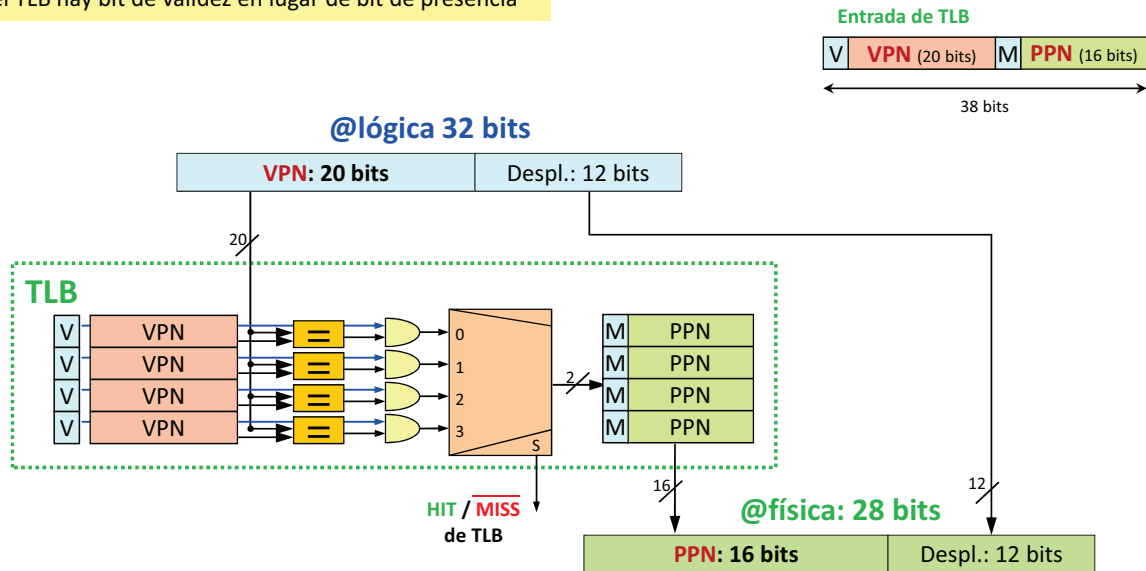 el TLB hay bit de validez en lugar de bit de presencia
Entrada de TLB
V VPN (20 bits) M PPN (16 bits)
38 bits
@lógica 32 bits
VPN: 20 bits Despl.: 12 bits
20
TLB
V VPN = 0 M PPN
V VPN = 1 M PPN
2
V VPN = 2 M PPN
V VPN = 3 M PPN
S
16 12
HIT / MISS
de TLB
@física: 28 bits
PPN: 16 bits Despl.: 12 bits